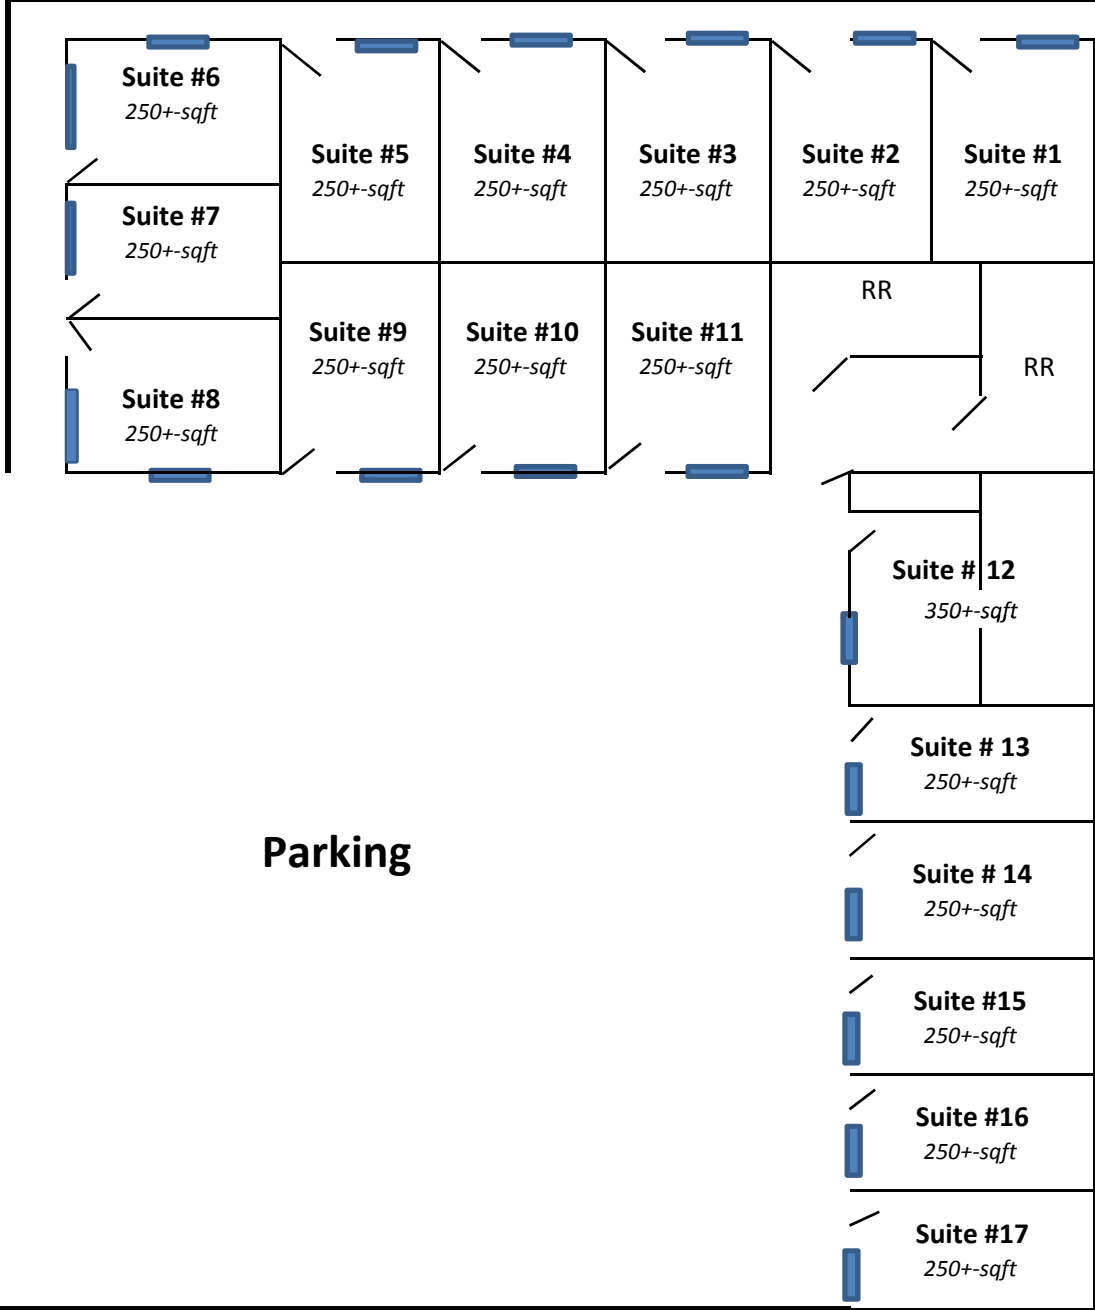 Suite #6
250+-sqft
Suite #5
250+-sqft
Suite #4
250+-sqft
Suite #3
250+-sqft
Suite #2
250+-sqft
Suite #1
250+-sqft
Suite #7
250+-sqft
RR
Suite #9
250+-sqft
Suite #10
250+-sqft
Suite #11
250+-sqft
RR
Suite #8
250+-sqft
Suite # 12
350+-sqft
Suite # 13
250+-sqft
Parking
Suite # 14
250+-sqft
Suite #15
250+-sqft
Suite #16
250+-sqft
Suite #17
250+-sqft